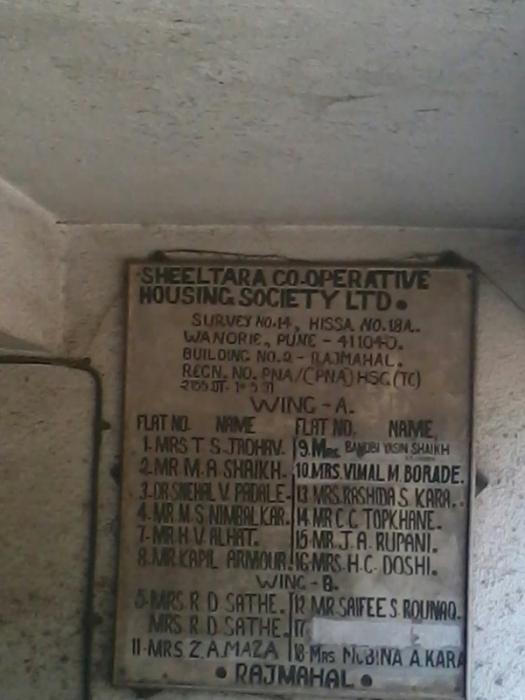 SHEELTARA CO-OPERATIVE
HOUSING SOCIETY LTD.
SURVEY NO.14, HISSA NO.18A.
WANORIE, PUNE - 411040.
BUILDING NO.2 - RAJMAHAL.
REGN. NO. PNA/(PNA) HSG (TC)
WING - A.
FLAT NO. NAME FLAT NO. NAME
1. MRS T S JADHAV. 9. Mrs. BANOBI YASIN SHAIKH
2. MR M.A SHAIKH. 10 MRS. VIMAL M. BORADE.
3. DR SNEHAL V. PADALE. 13 MRS. RASHIDA S. KARA.
4. MR M.S NIMBALKAR. 14. MR C C TOPKHANE.
7. MR H.V ALHAT. 15 MR. J.A. RUPANI.
8. MR KAPIL ARMOUR. 16 MRS. H.C. DOSHI.
WING - B.
5. MRS. R D SATHE. 12 MR SAIFEE S ROUNAQ.
MRS R D SATHE. 17.
11. MRS Z.A. MAZA 18. MRS MUBINA A. KARA
• RAJMAHAL •